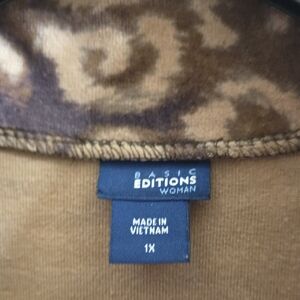 BASIC
EDITIONS
WOMAN
MADE IN
VIETNAM
1X